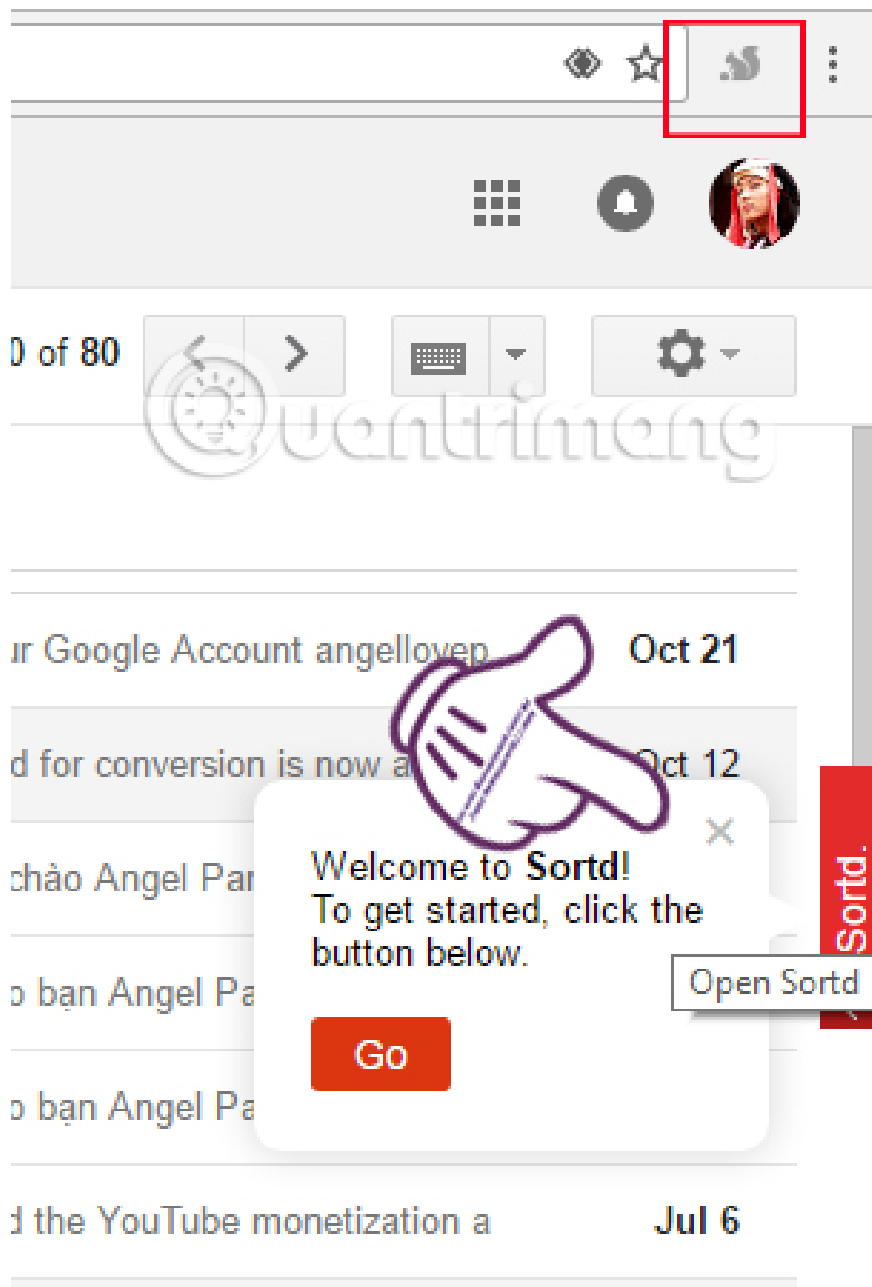 0 of 80
Quantrimang
ur Google Account angellovep
Oct 21
d for conversion is now a
Oct 12
chào Angel Par
Welcome to Sortd!
To get started, click the
button below.
Sortd.
o bạn Angel Pa
Open Sortd
Go
o bạn Angel Pa
d the YouTube monetization a
Jul 6